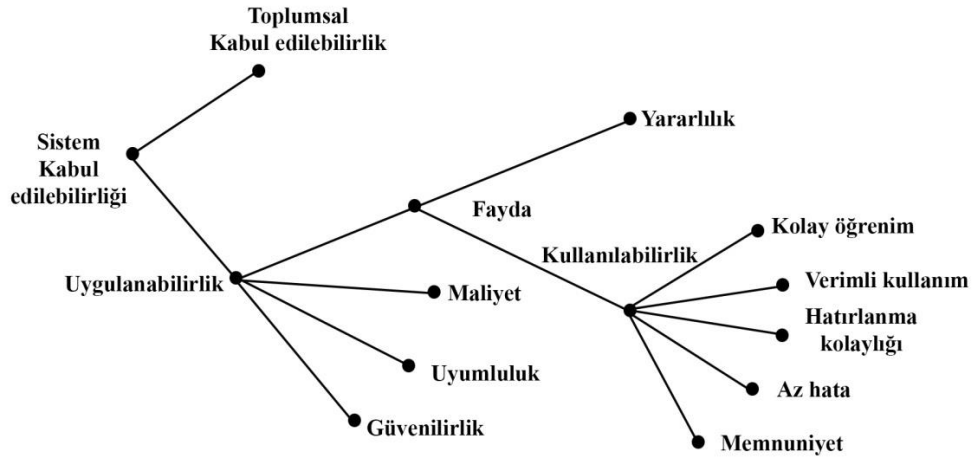 Toplumsal
Kabul edilebilirlik
Yararlılık
Sistem
Kabul
edilebilirliği
Fayda
Kolay öğrenim
Kullanılabilirlik
Uygulanabilirlik
Verimli kullanım
Maliyet
Hatırlanma
kolaylığı
Uyumluluk
Az hata
Güvenilirlik
Memnuniyet